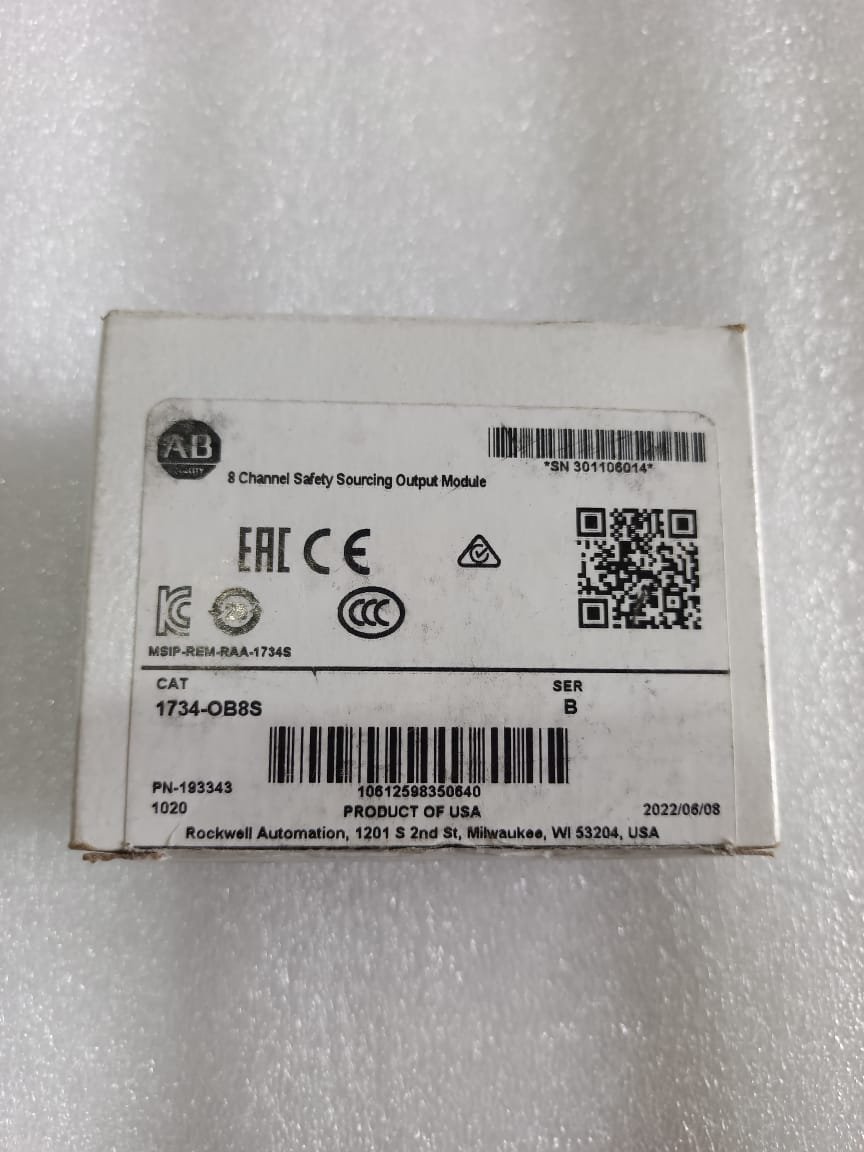 AB
*SN 301106014*
8 Channel Safety Sourcing Output Module
EAC CE
KC 25 CCC
MSIP-REM-RAA-1734S
CAT SER
1734-OB8S B
PN-193343 10612598350640
1020 PRODUCT OF USA 2022/06/08
Rockwell Automation, 1201 S 2nd St, Milwaukee, WI 53204, USA